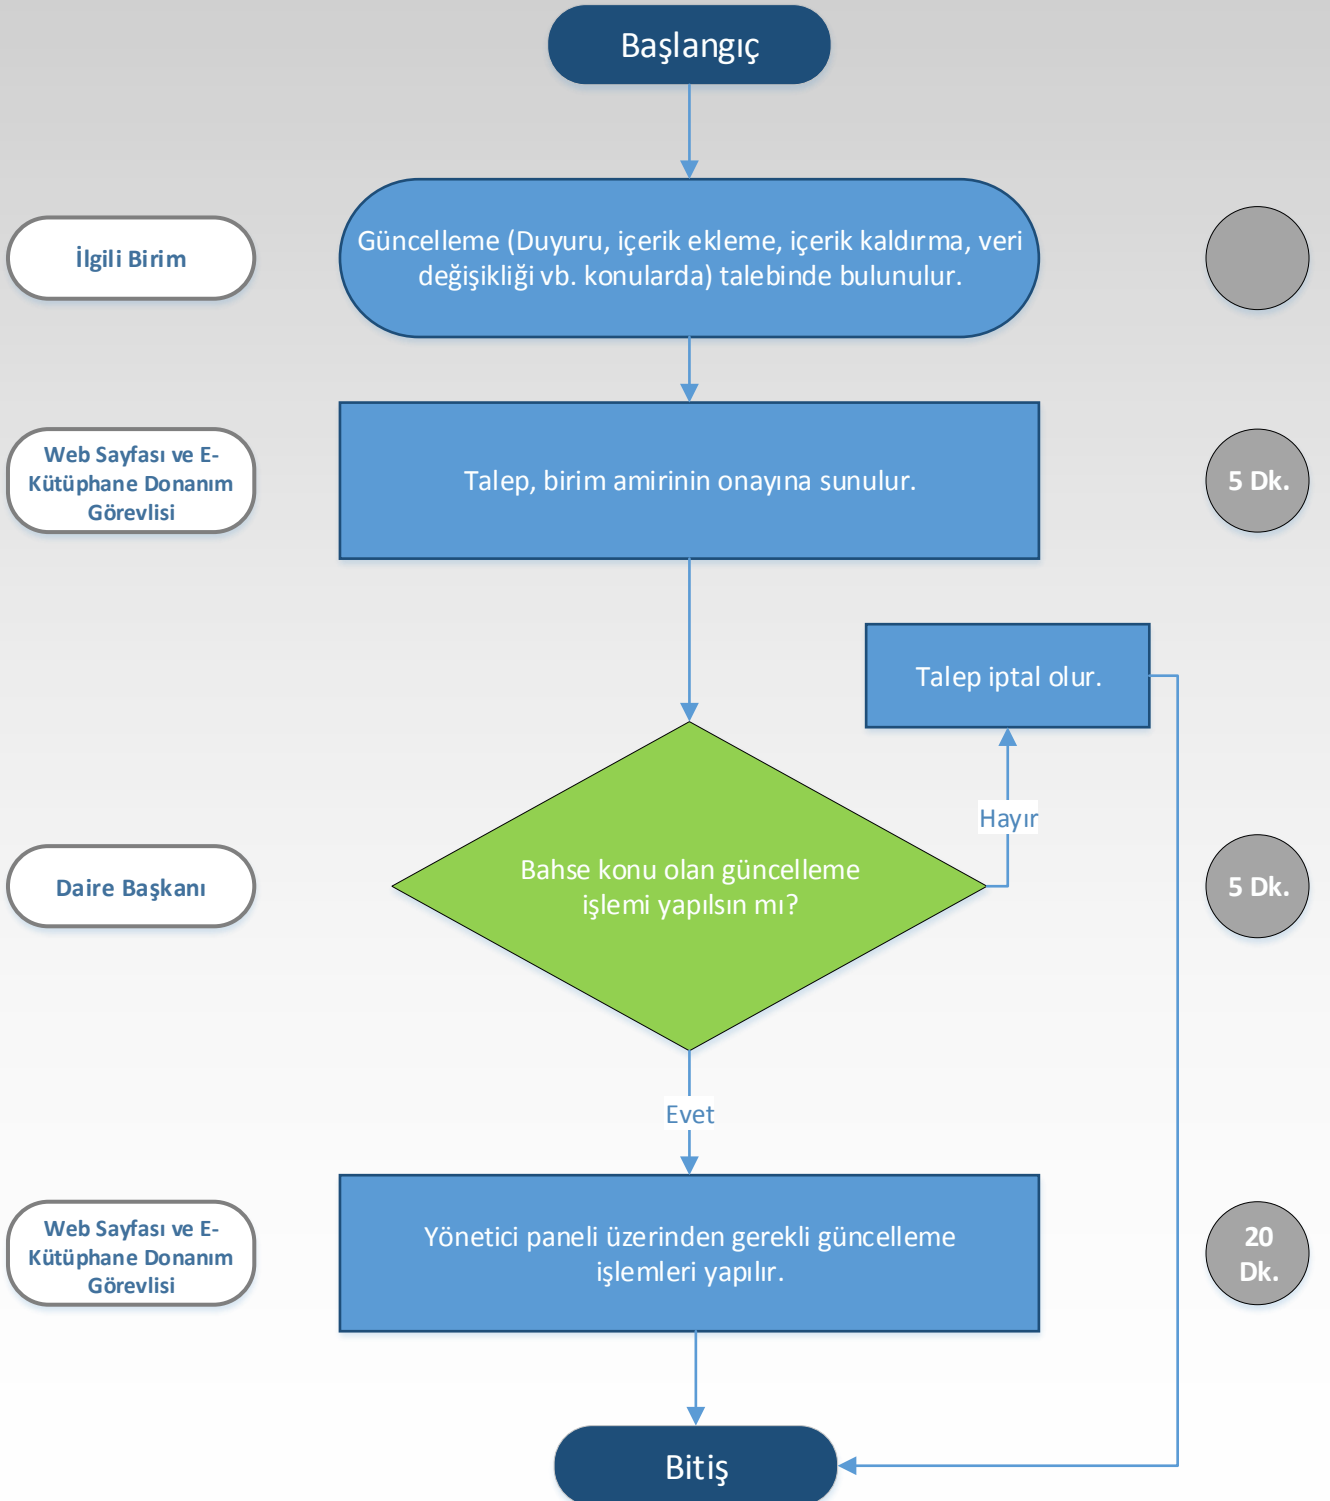 Başlangıç
İlgili Birim
Güncelleme (Duyuru, içerik ekleme, içerik kaldırma, veri
değişikliği vb. konularda) talebinde bulunulur.
Web Sayfası ve E-
Kütüphane Donanım
Görevlisi
Talep, birim amirinin onayına sunulur.
5 Dk.
Talep iptal olur.
Hayır
Daire Başkanı
Bahse konu olan güncelleme
işlemi yapılsın mı?
5 Dk.
Evet
Web Sayfası ve E-
Kütüphane Donanım
Görevlisi
Yönetici paneli üzerinden gerekli güncelleme
işlemleri yapılır.
20
Dk.
Bitiş